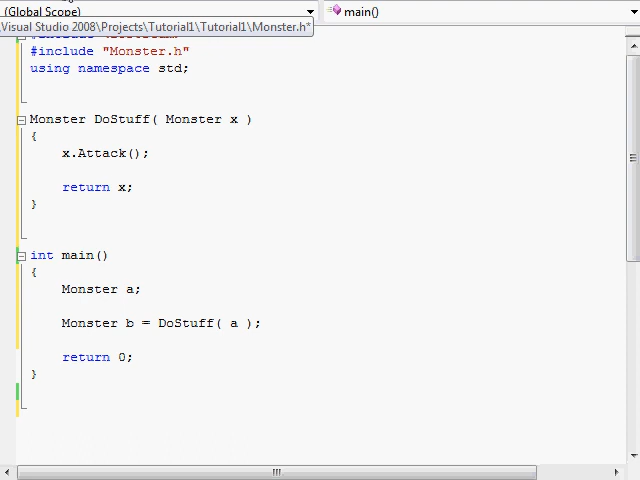 (Global Scope)
main()
Visual Studio 2008\Projects\Tutorial1\Tutorial1\Monster.h*
#include "Monster.h"
using namespace std;
Monster DoStuff( Monster x )
{
x.Attack();
return x;
}
int main()
{
Monster a;
Monster b = DoStuff( a );
return 0;
}